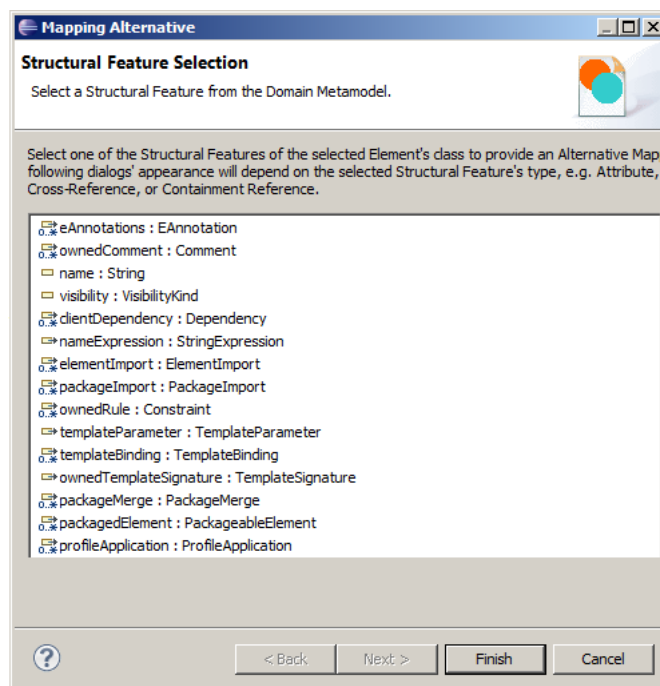 Mapping Alternative
Structural Feature Selection
Select a Structural Feature from the Domain Metamodel.
Select one of the Structural Features of the selected Element's class to provide an Alternative Map
following dialogs' appearance will depend on the selected Structural Feature's type, e.g. Attribute,
Cross-Reference, or Containment Reference.
eAnnotations : EAnnotation
ownedComment : Comment
name : String
visibility : VisibilityKind
clientDependency : Dependency
nameExpression : StringExpression
elementImport : ElementImport
packageImport : PackageImport
ownedRule : Constraint
templateParameter : TemplateParameter
templateBinding : TemplateBinding
ownedTemplateSignature : TemplateSignature
packageMerge : PackageMerge
packagedElement : PackageableElement
profileApplication : ProfileApplication
< Back Next > Finish Cancel